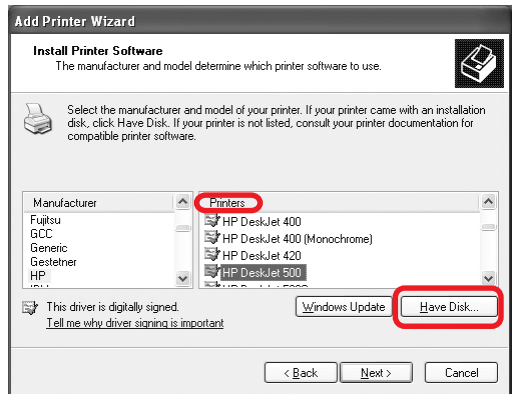 Add Printer Wizard
Install Printer Software
The manufacturer and model determine which printer software to use.
Select the manufacturer and model of your printer. If your printer came with an installation
disk, click Have Disk. If your printer is not listed, consult your printer documentation for
compatible printer software.
Manufacturer
Fujitsu
GCC
Generic
Gestetner
HP
Printers
HP DeskJet 400
HP DeskJet 400 (Monochrome)
HP DeskJet 420
HP DeskJet 500
This driver is digitally signed.
Tell me why driver signing is important
Windows Update
Have Disk...
< Back
Next >
Cancel